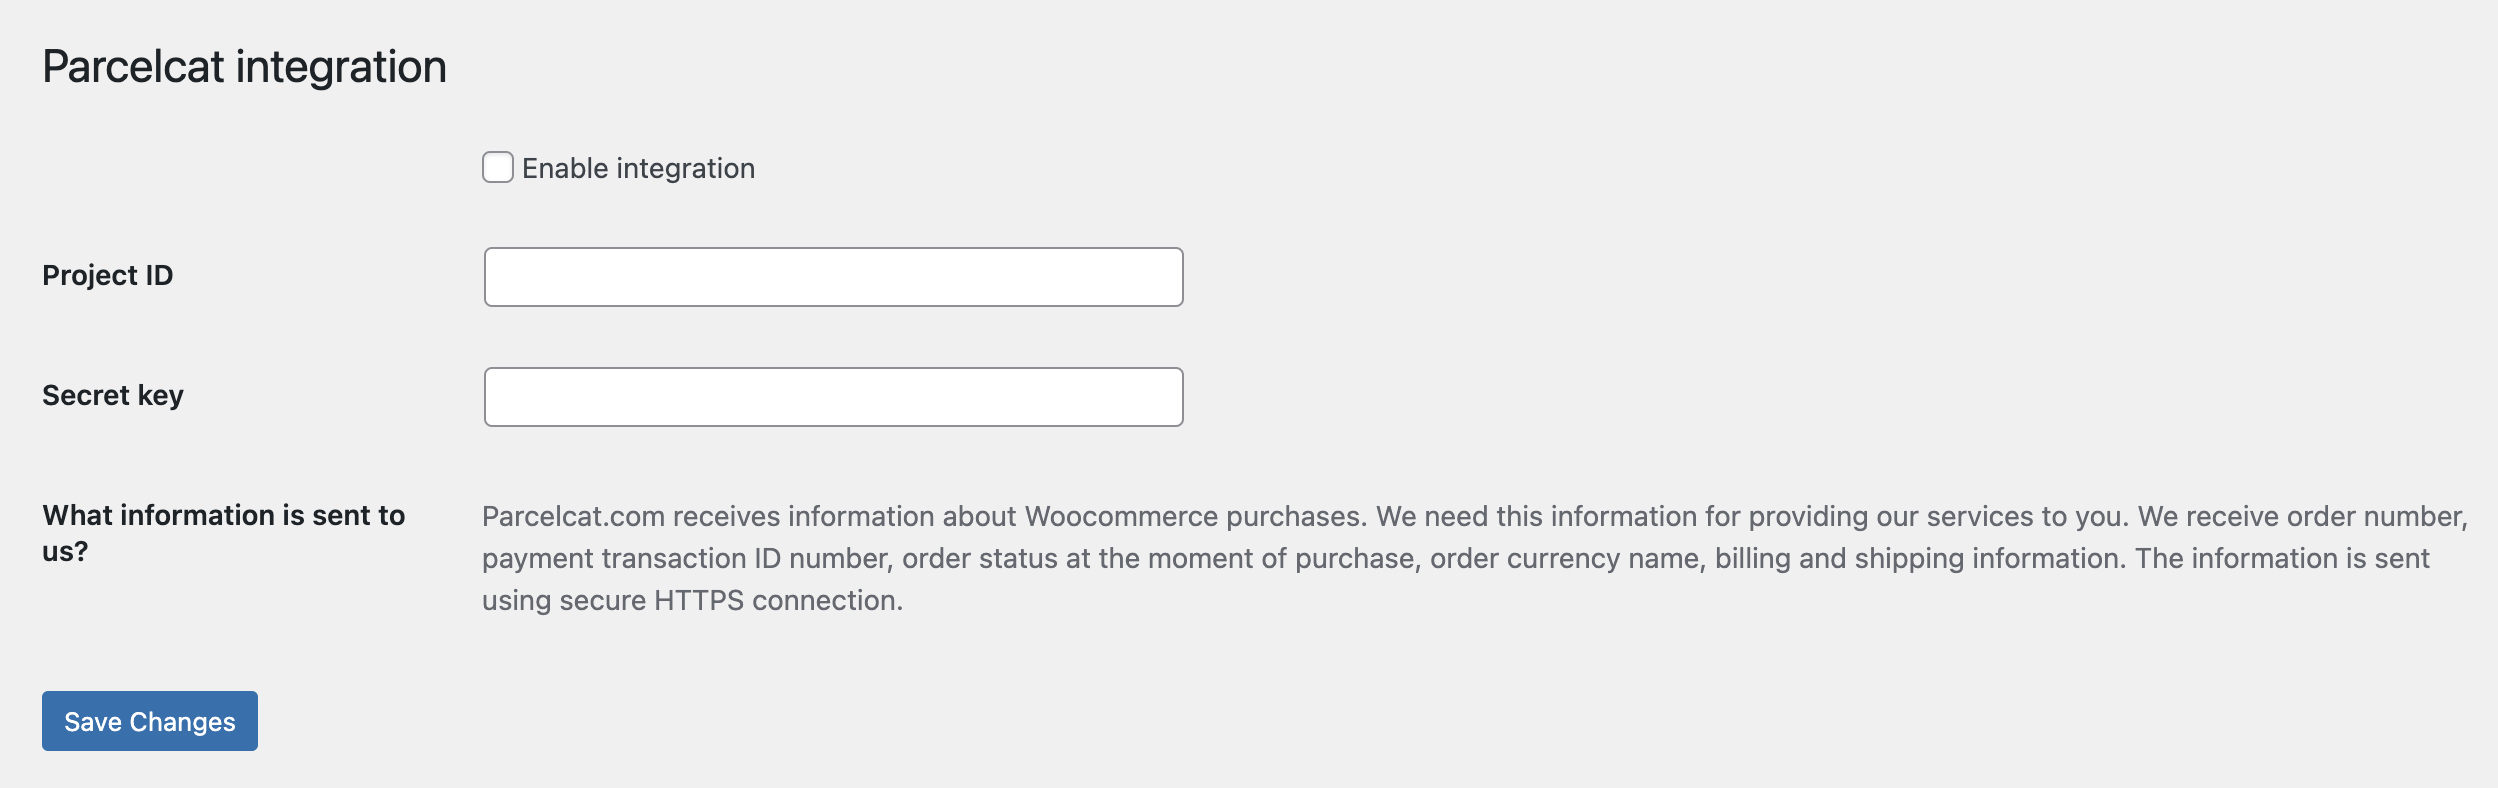 Parcelcat integration
Enable integration
Project ID
Secret key
What information is sent to
us?
Parcelcat.com receives information about Woocommerce purchases. We need this information for providing our services to you. We receive order number,
payment transaction ID number, order status at the moment of purchase, order currency name, billing and shipping information. The information is sent
using secure HTTPS connection.
Save Changes